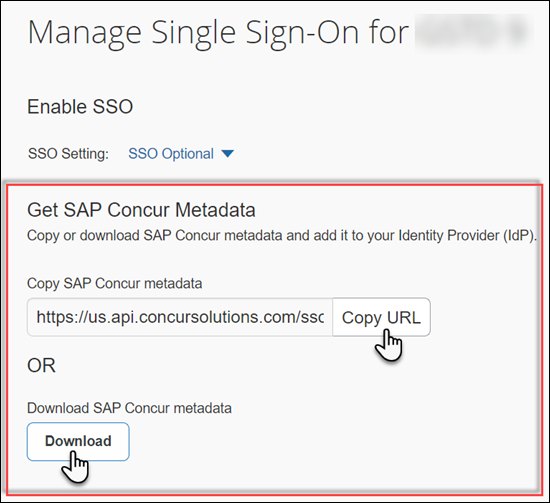 Manage Single Sign-On for
Enable SSO
SSO Setting: SSO Optional
Get SAP Concur Metadata
Copy or download SAP Concur metadata and add it to your Identity Provider (IdP).
Copy SAP Concur metadata
https://us.api.concursolutions.com/sso Copy URL
OR
Download SAP Concur metadata
Download